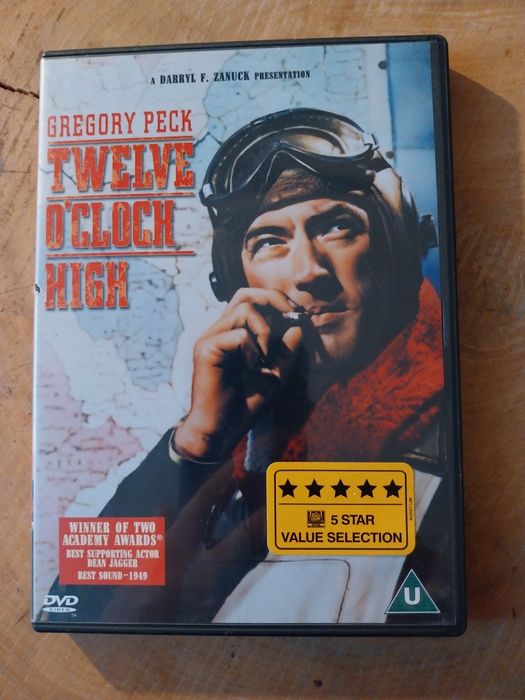 A DARRYL F. ZANUCK PRESENTATION
GREGORY PECK
TWELVE
O'CLOCK
HIGH
WINNER OF TWO
ACADEMY AWARDS®
BEST SUPPORTING ACTOR
DEAN JAGGER
BEST SOUND-1949
5 STAR
VALUE SELECTION
DVD
VIDEO
TM
U